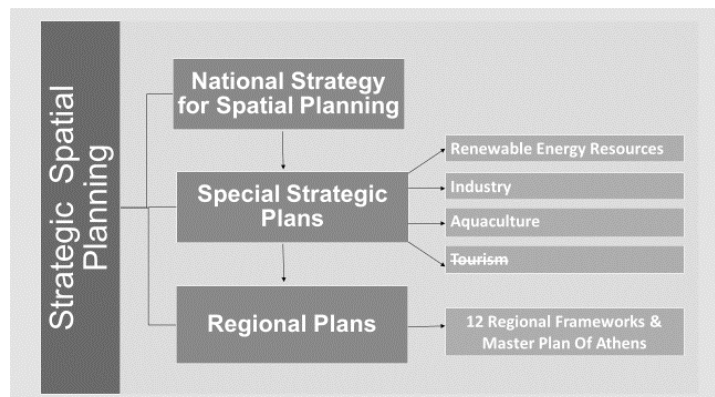 Strategic Spatial
Planning
National Strategy
for Spatial Planning
Special Strategic
Plans
Renewable Energy Resources
Industry
Aquaculture
Tourism
Regional Plans
12 Regional Frameworks &
Master Plan Of Athens